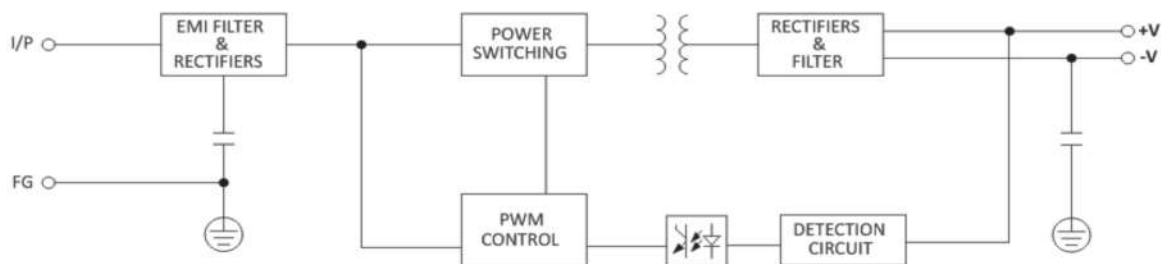 I/P
EMI FILTER
&
RECTIFIERS
POWER
SWITCHING
RECTIFIERS
&
FILTER
+V
-V
FG
PWM
CONTROL
DETECTION
CIRCUIT